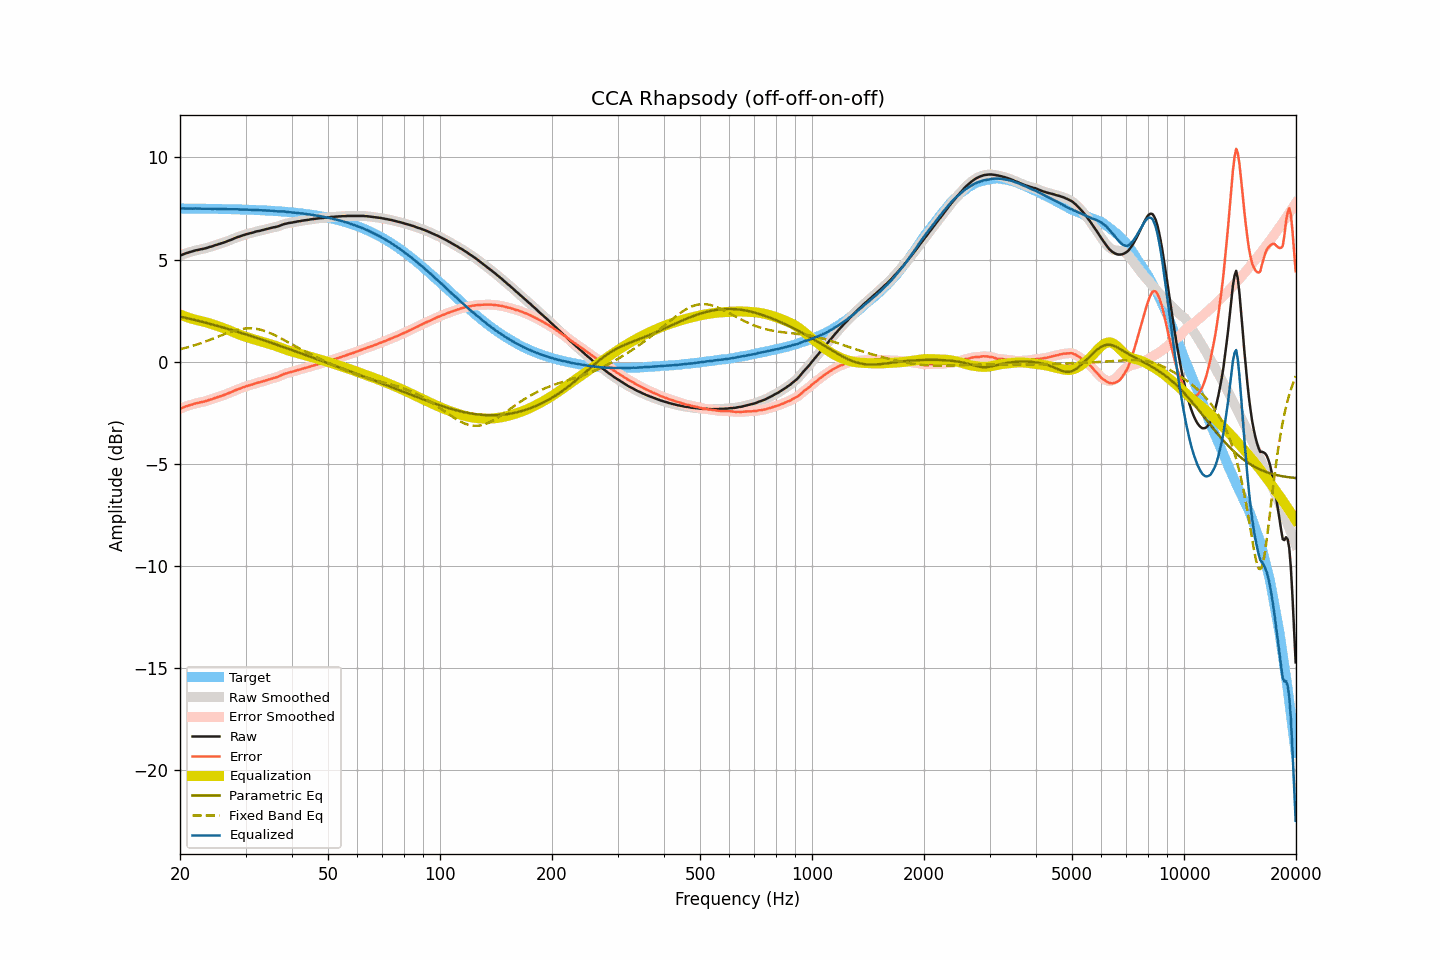 CCA Rhapsody (off-off-on-off)
10
5
0
−5
−10
−15
−20
Amplitude (dBr)
Target
Raw Smoothed
Error Smoothed
Raw
Error
Equalization
Parametric Eq
Fixed Band Eq
Equalized
20 50 100 200 500 1000 2000 5000 10000 20000
Frequency (Hz)